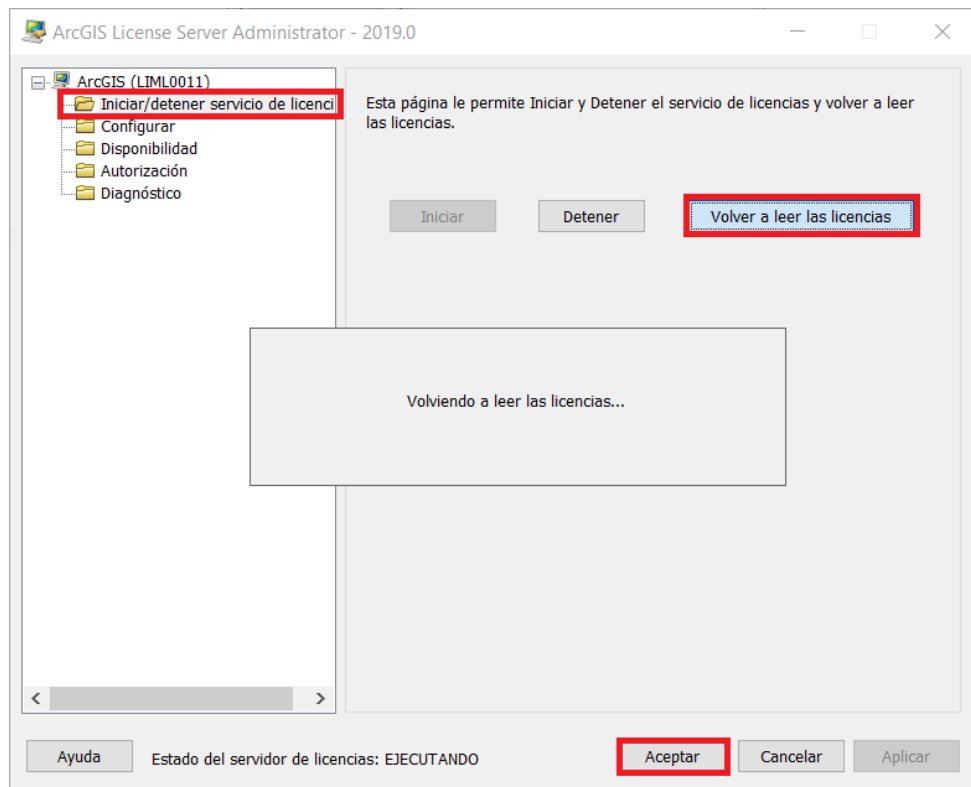 ArcGIS License Server Administrator - 2019.0
ArcGIS (LIML0011)
Iniciar/detener servicio de licenci
Configurar
Disponibilidad
Autorización
Diagnóstico
Esta página le permite Iniciar y Detener el servicio de licencias y volver a leer
las licencias.
Iniciar
Detener
Volver a leer las licencias
Volviendo a leer las licencias...
Ayuda
Estado del servidor de licencias: EJECUTANDO
Aceptar
Cancelar
Aplicar